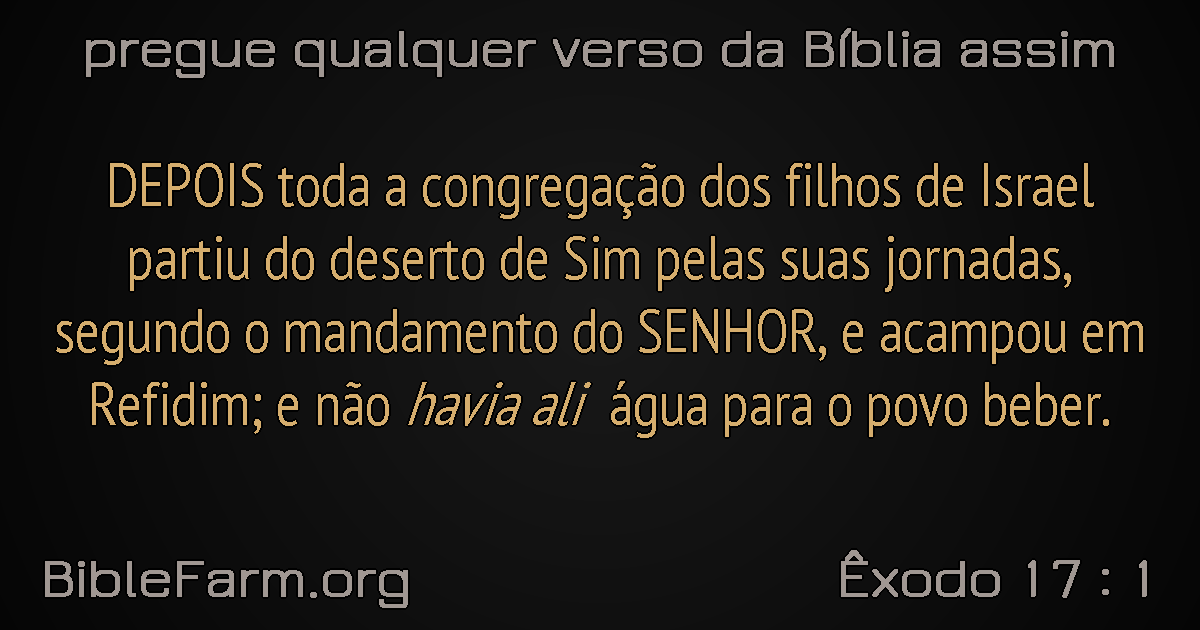 pregue qualquer verso da Bíblia assim
DEPOIS toda a congregação dos filhos de Israel
partiu do deserto de Sim pelas suas jornadas,
segundo o mandamento do SENHOR, e acampou em
Refidim; e não havia ali água para o povo beber.
BibleFarm.org
Êxodo 17 : 1